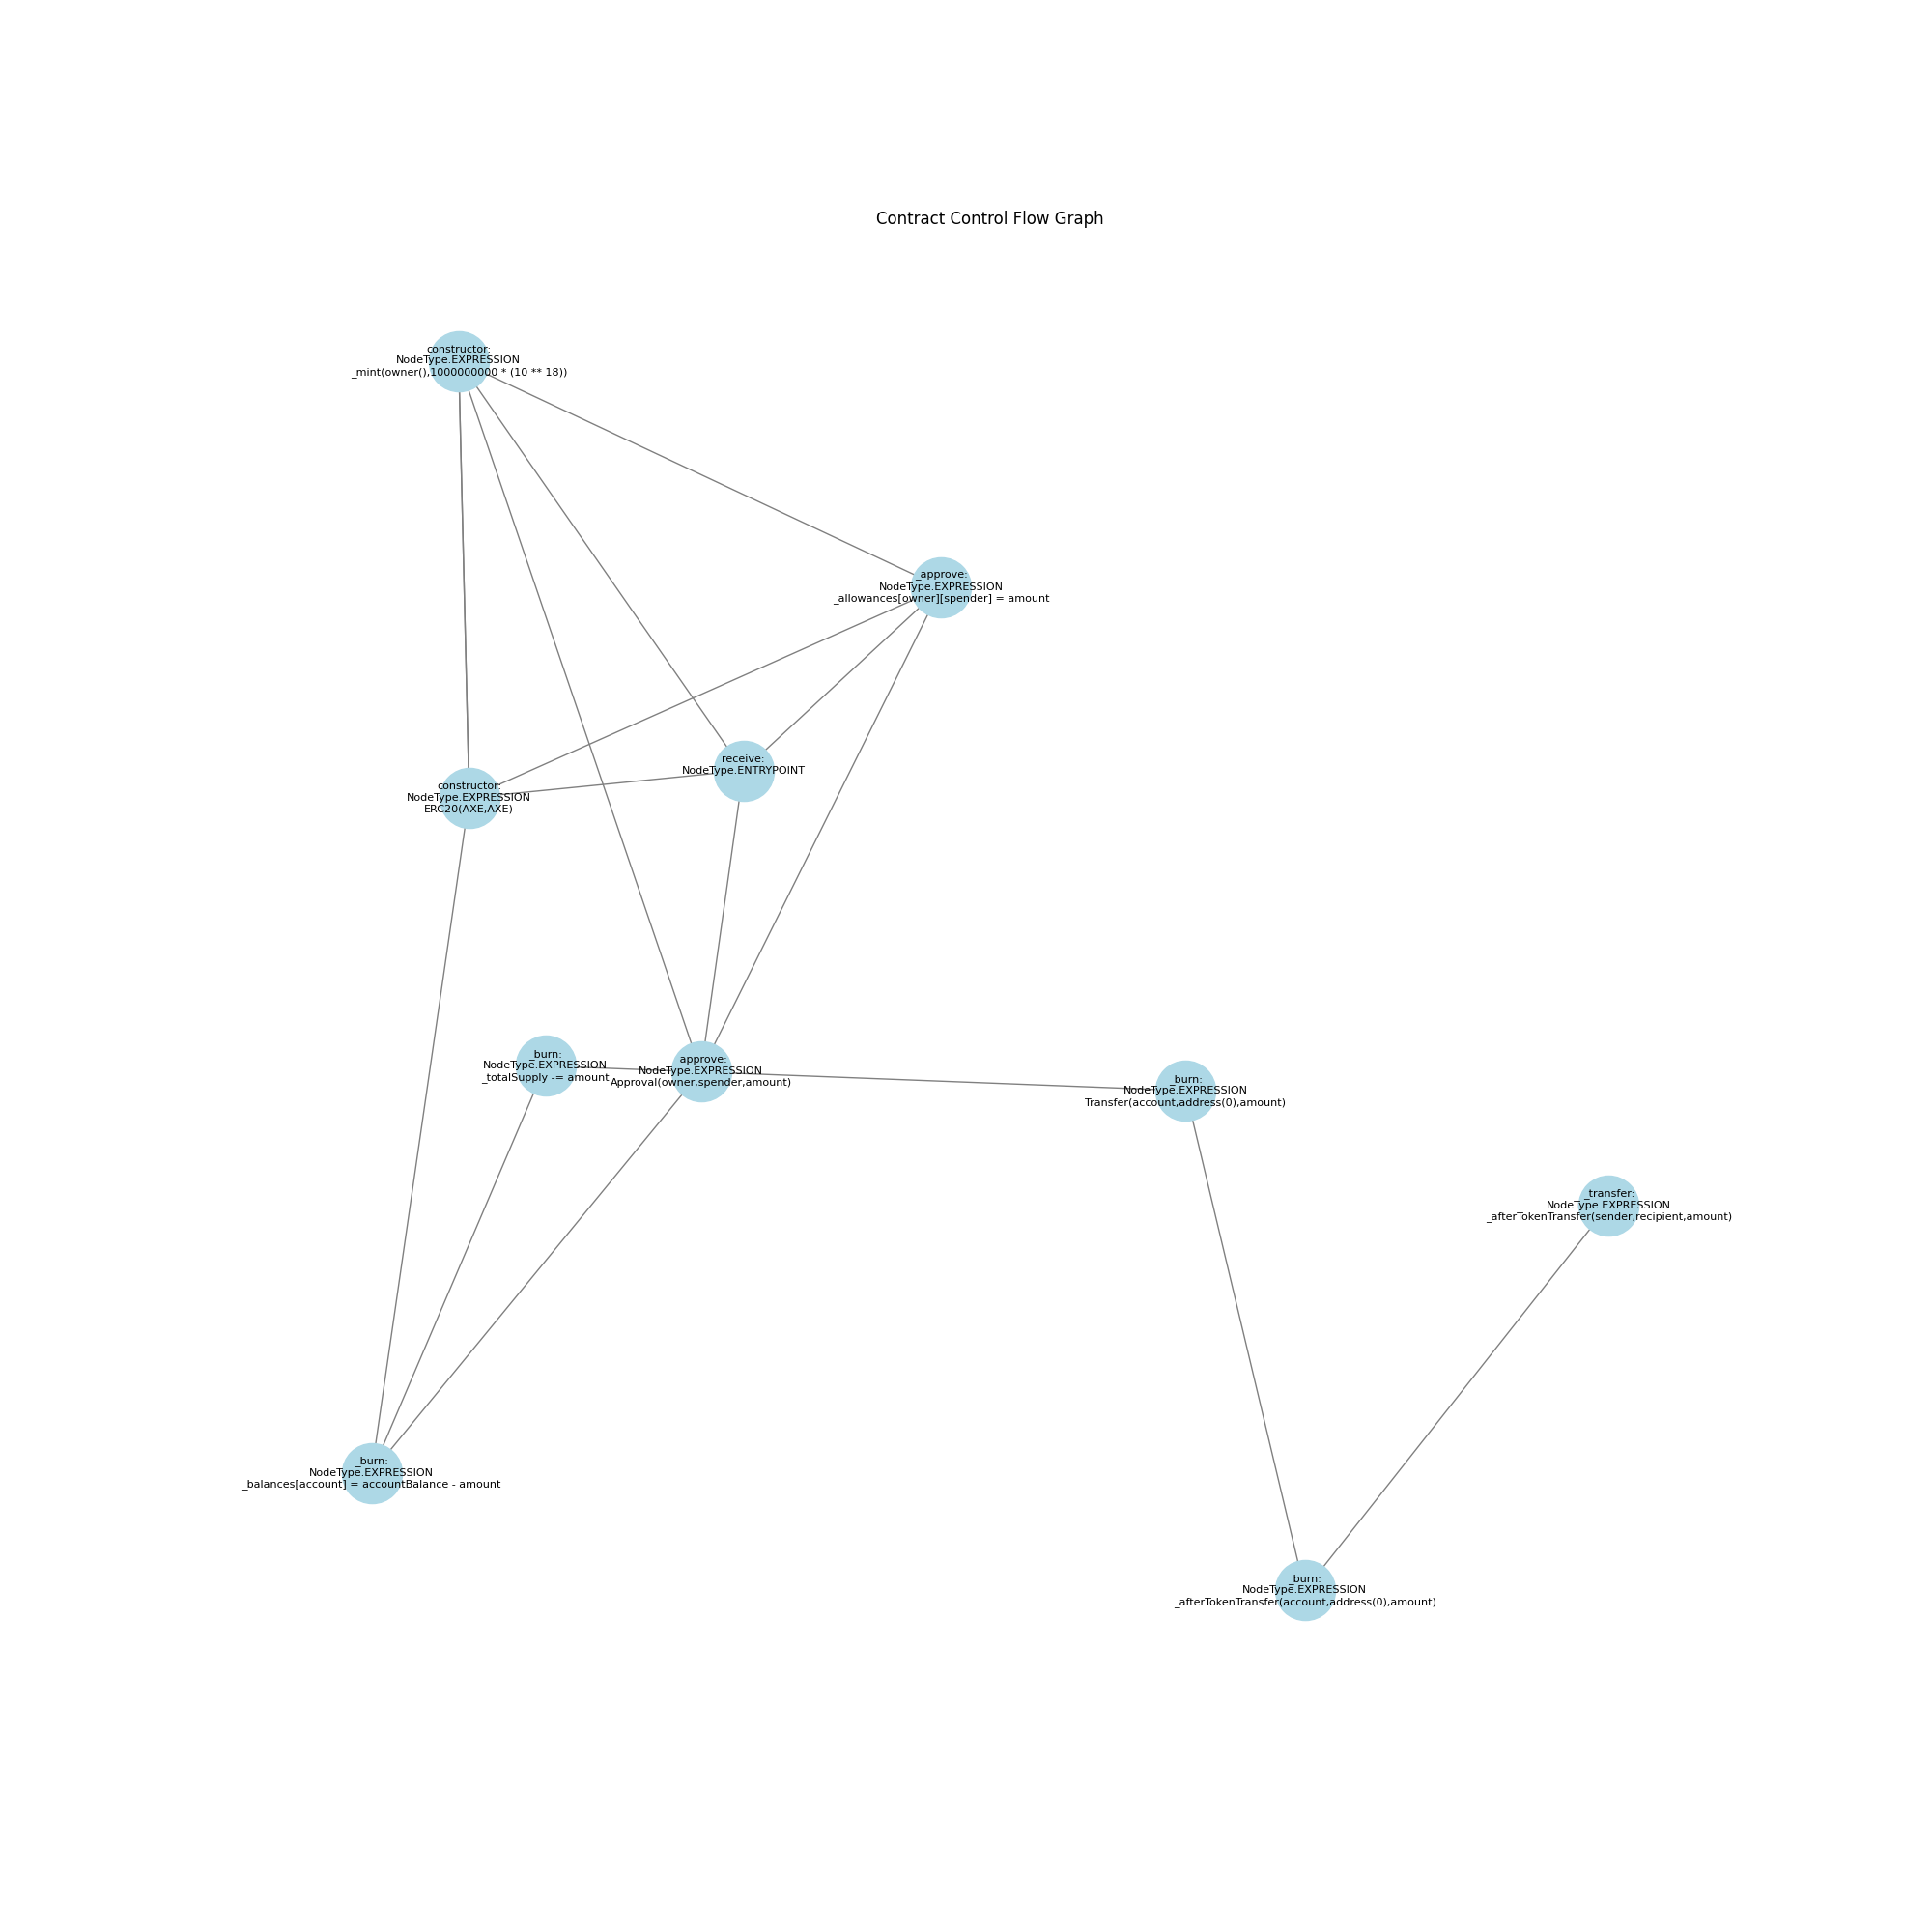 Contract Control Flow Graph
constructor:
NodeType.EXPRESSION
_mint(owner(),1000000000 * (10 ** 18))
_approve:
NodeType.EXPRESSION
_allowances[owner][spender] = amount
receive:
NodeType.ENTRYPOINT
constructor:
NodeType.EXPRESSION
ERC20(AXE,AXE)
_burn:
NodeType.EXPRESSION
_totalSupply -= amount
_approve:
NodeType.EXPRESSION
Approval(owner,spender,amount)
_burn:
NodeType.EXPRESSION
Transfer(account,address(0),amount)
_transfer:
NodeType.EXPRESSION
_afterTokenTransfer(sender,recipient,amount)
_burn:
NodeType.EXPRESSION
_balances[account] = accountBalance - amount
_burn:
NodeType.EXPRESSION
_afterTokenTransfer(account,address(0),amount)